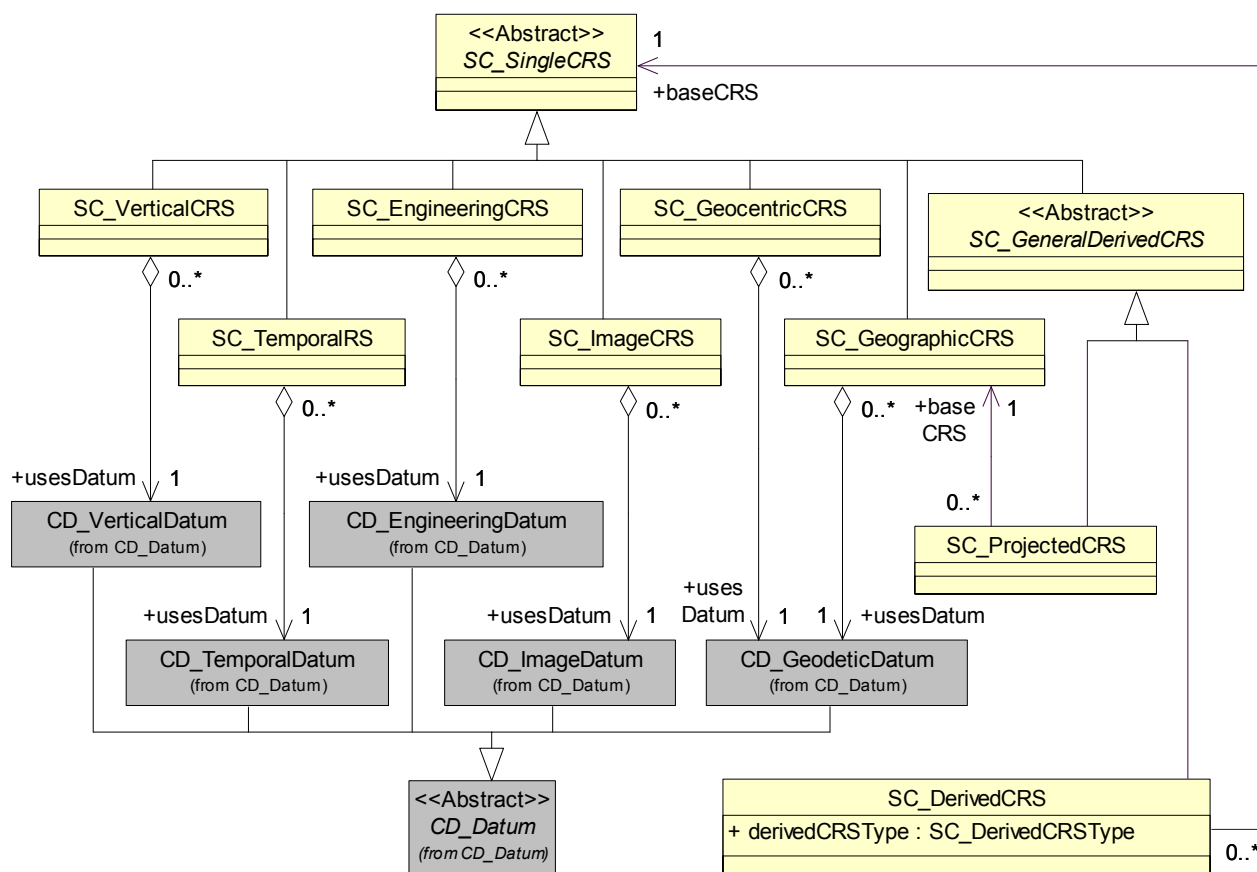 <<Abstract>>
SC_SingleCRS
1
+baseCRS
SC_VerticalCRS
SC_EngineeringCRS
SC_GeocentricCRS
<<Abstract>>
SC_GeneralDerivedCRS
0..*
0..*
0..*
SC_TemporalRS
SC_ImageCRS
SC_GeographicCRS
0..*
0..*
0..*
+base
CRS
1
+usesDatum
1
+usesDatum
1
0..*
CD_VerticalDatum
(from CD_Datum)
CD_EngineeringDatum
(from CD_Datum)
SC_ProjectedCRS
+usesDatum
1
+usesDatum
1
+uses
Datum
1
1
+usesDatum
CD_TemporalDatum
(from CD_Datum)
CD_ImageDatum
(from CD_Datum)
CD_GeodeticDatum
(from CD_Datum)
<<Abstract>>
CD_Datum
(from CD_Datum)
SC_DerivedCRS
+ derivedCRSType : SC_DerivedCRSType
0..*